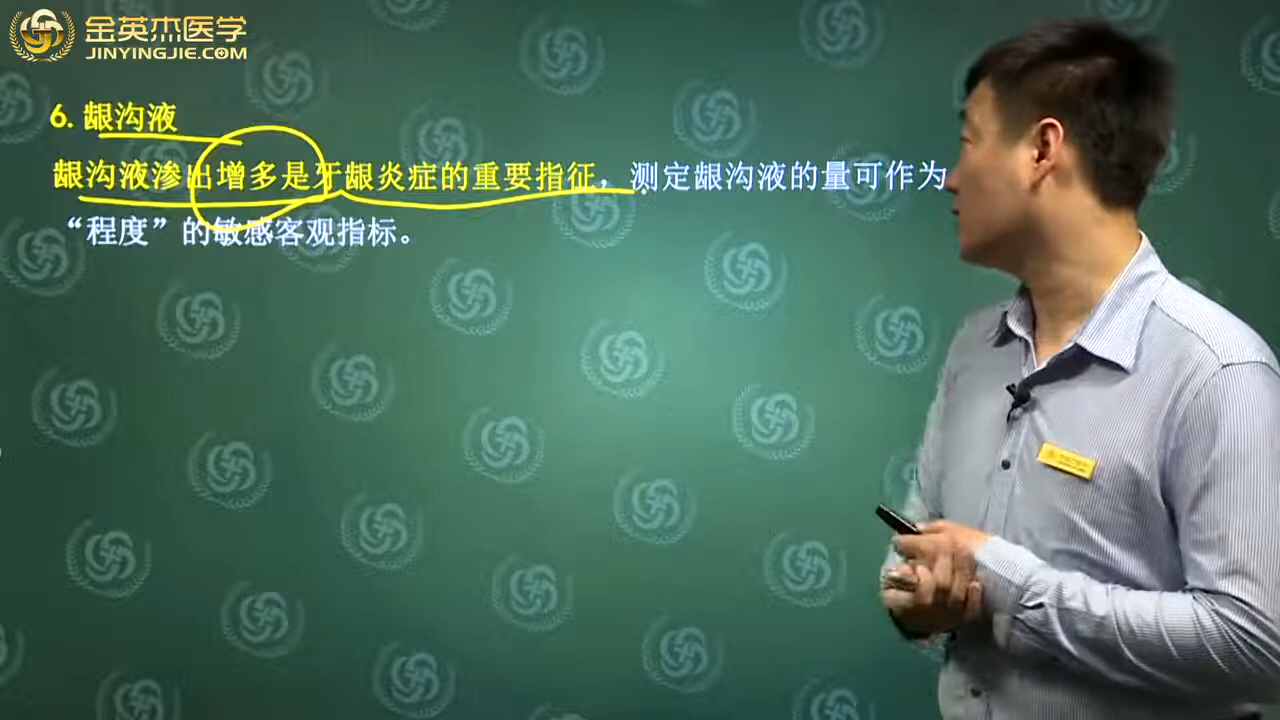 金英杰医学
JINYINGJIE.COM
6. 龈沟液
龈沟液渗出增多是牙龈炎症的重要指征，测定龈沟液的量可作为
“程度”的敏感客观指标。